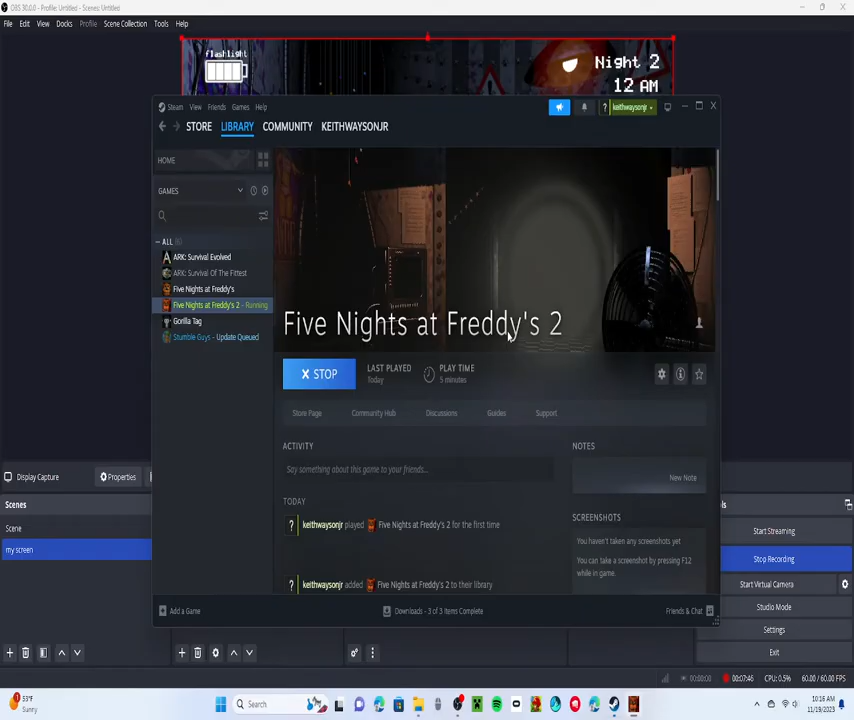 OBS 30.0.0 - Profile: Untitled - Scenes: Untitled
File Edit View Docks Profile Scene Collection Tools Help
flashlight
Night 2
12 AM
Steam View Friends Games Help
keithwaysonjr
STORE LIBRARY COMMUNITY KEITHWAYSONJR
HOME
GAMES
ALL
ARK: Survival Evolved
ARK: Survival Of The Fittest
Five Nights at Freddy's
Five Nights at Freddy's 2 - Running
Gorilla Tag
Stumble Guys - Update Queued
Five Nights at Freddy's 2
STOP
LAST PLAYED
Today
PLAY TIME
5 minutes
Store Page Community Hub Discussions Guides Support
ACTIVITY
Say something about this game to your friends...
TODAY
keithwaysonjr played Five Nights at Freddy's 2 for the first time
keithwaysonjr added Five Nights at Freddy's 2 to their library
NOTES
New Note
SCREENSHOTS
You haven't taken any screenshots yet
You can take a screenshot by pressing F12
while in game.
Add a Game
Downloads - 3 of 3 Items Complete
Friends & Chat
Display Capture
Properties
Scenes
Scene
my screen
Start Streaming
Stop Recording
Start Virtual Camera
Studio Mode
Settings
Exit
00:00:00
00:07:46
CPU: 0.5%
60.00 / 60.00 FPS
53°F
Sunny
Search
10:16 AM
11/19/2023